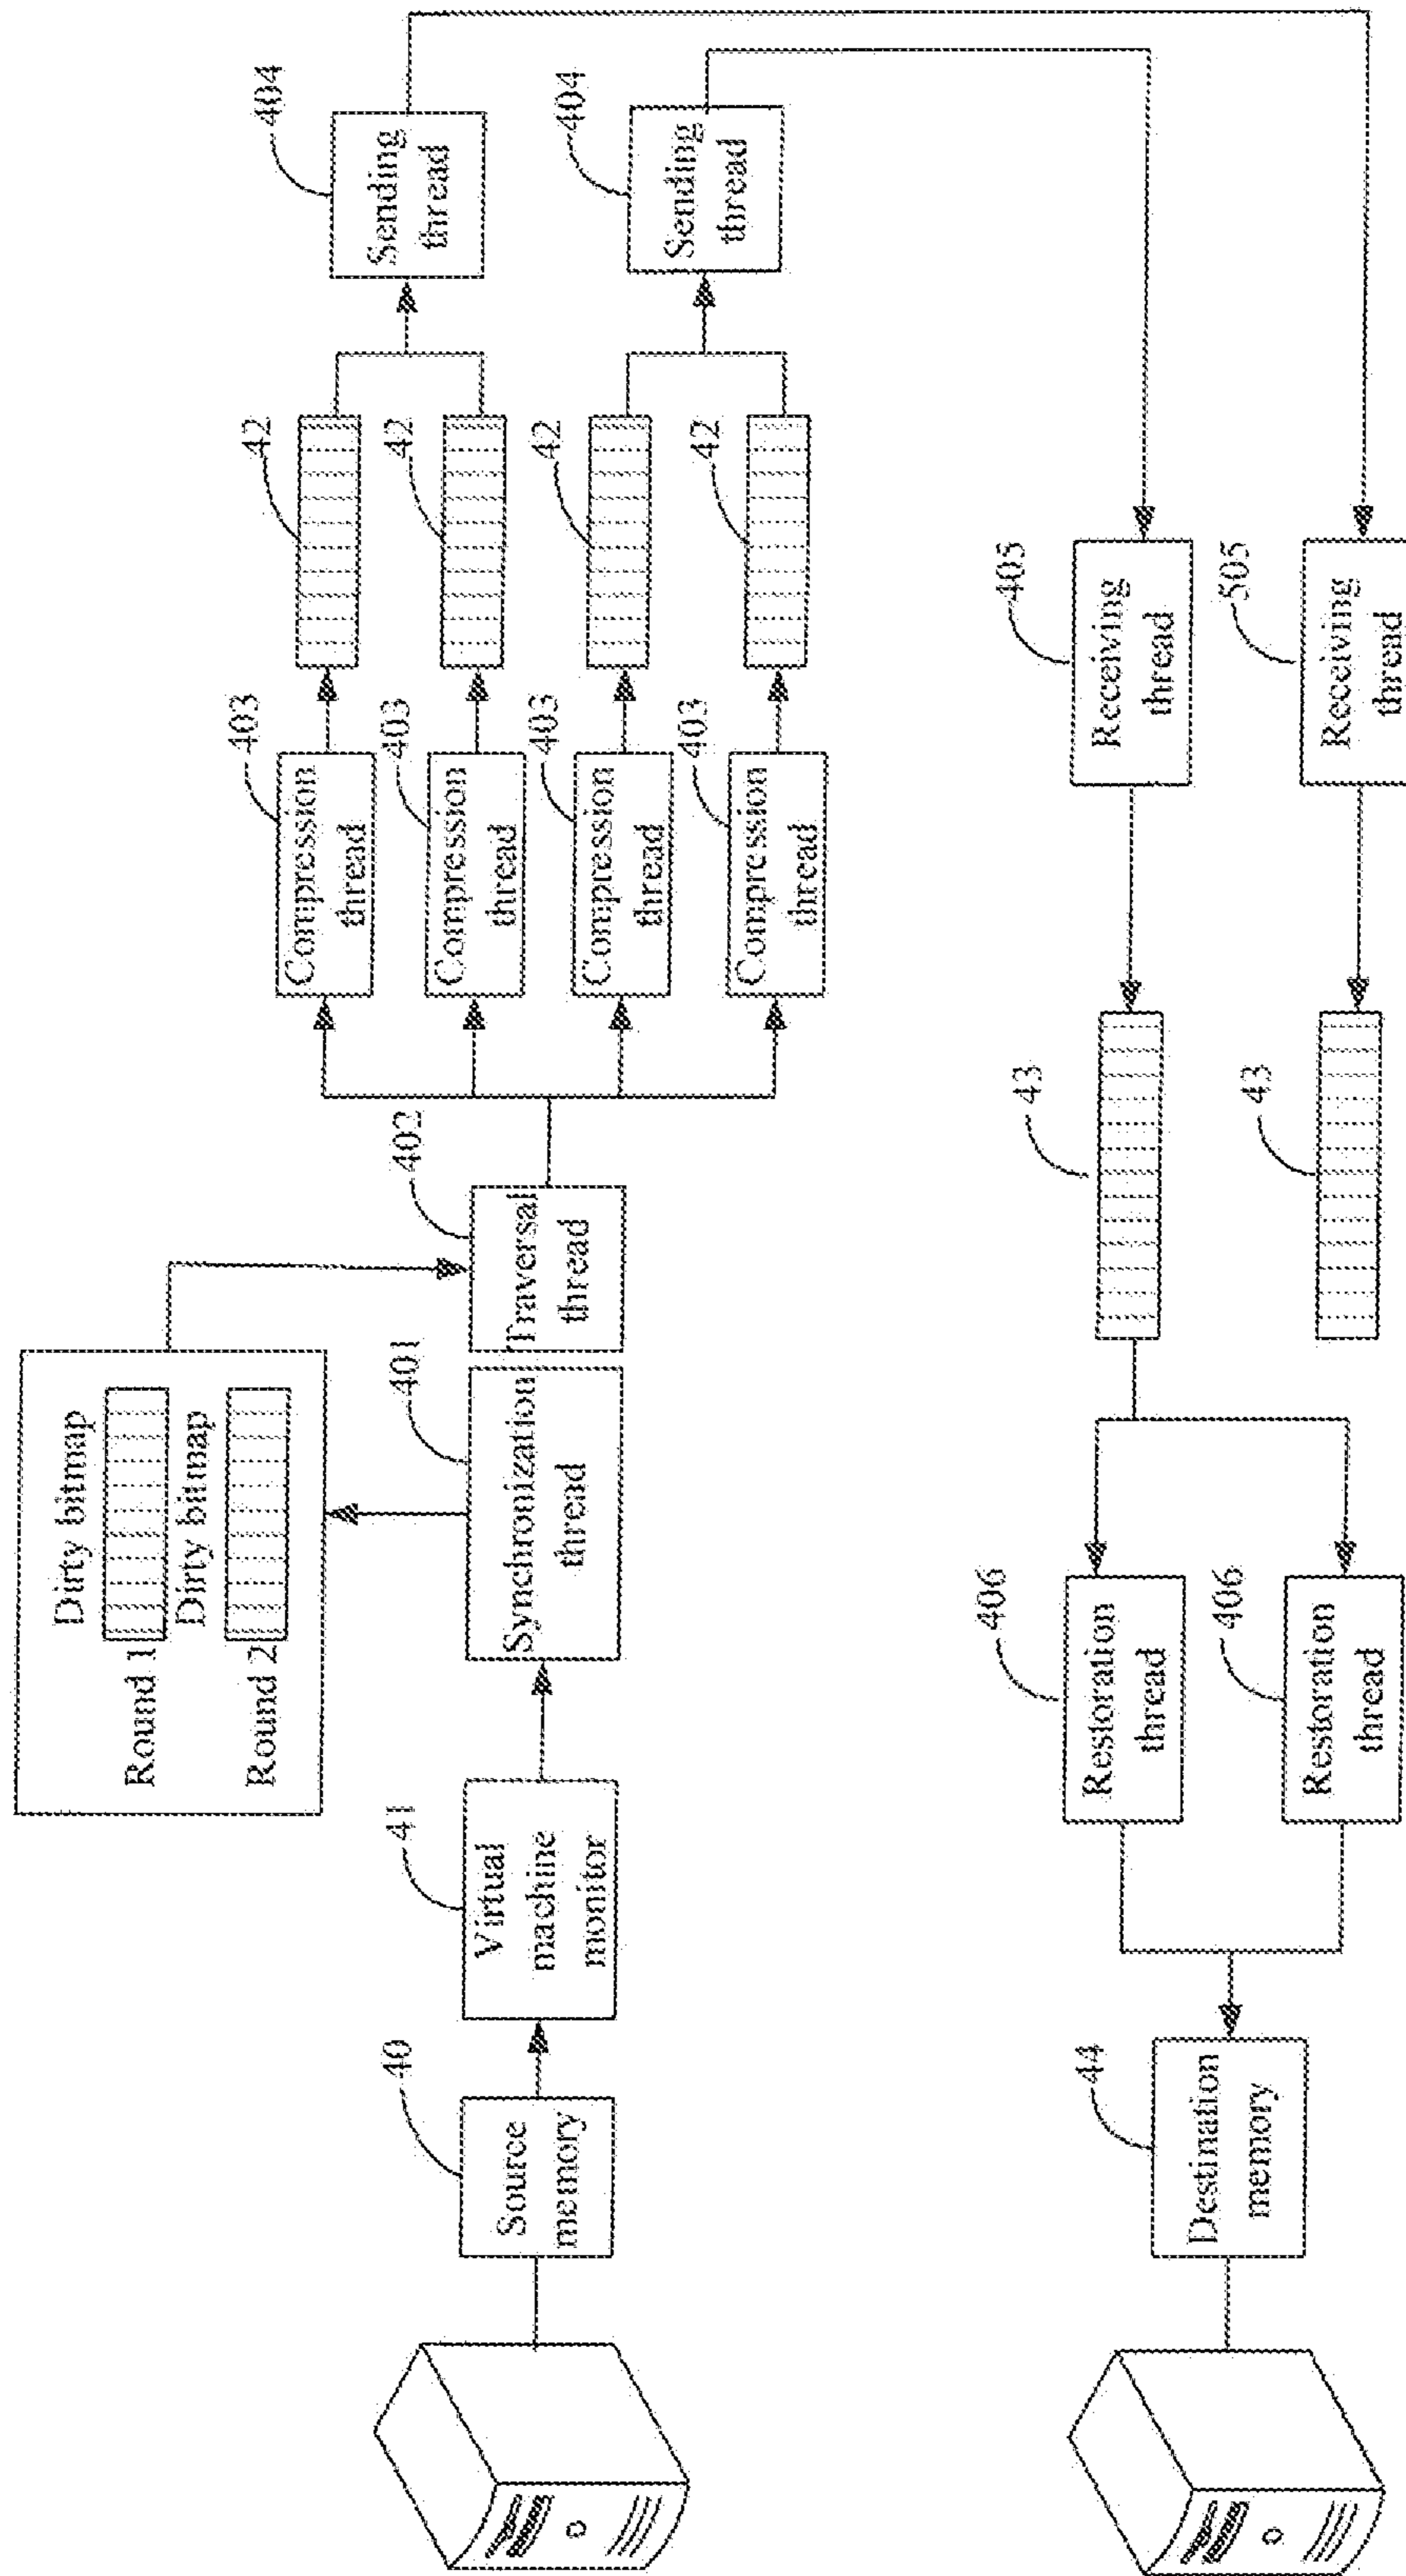 Dirty bitmap
Round 1
Dirty bitmap
Round 2
40
Source
memory
41
Virtual
machine
monitor
401
Synchronization
thread
402
Traversal
thread
403
Compression
thread
403
Compression
thread
403
Compression
thread
403
Compression
thread
42
42
42
42
404
Sending
thread
404
Sending
thread
44
Destination
memory
406
Restoration
thread
406
Restoration
thread
43
43
405
Receiving
thread
505
Receiving
thread